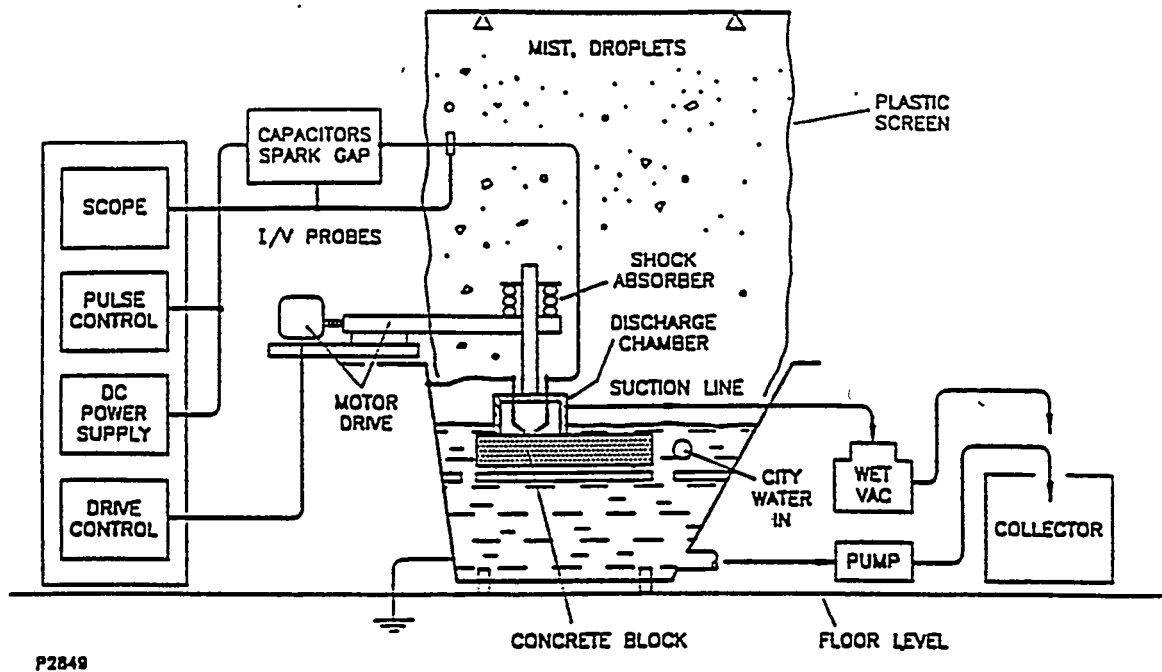 MIST, DROPLETS
PLASTIC
SCREEN
CAPACITORS
SPARK GAP
SCOPE
I/V PROBES
SHOCK
ABSORBER
PULSE
CONTROL
DISCHARGE
CHAMBER
MOTOR
DRIVE
SUCTION LINE
DC
POWER
SUPPLY
WET
VAC
CITY
WATER
IN
DRIVE
CONTROL
COLLECTOR
PUMP
CONCRETE BLOCK
FLOOR LEVEL
P2849